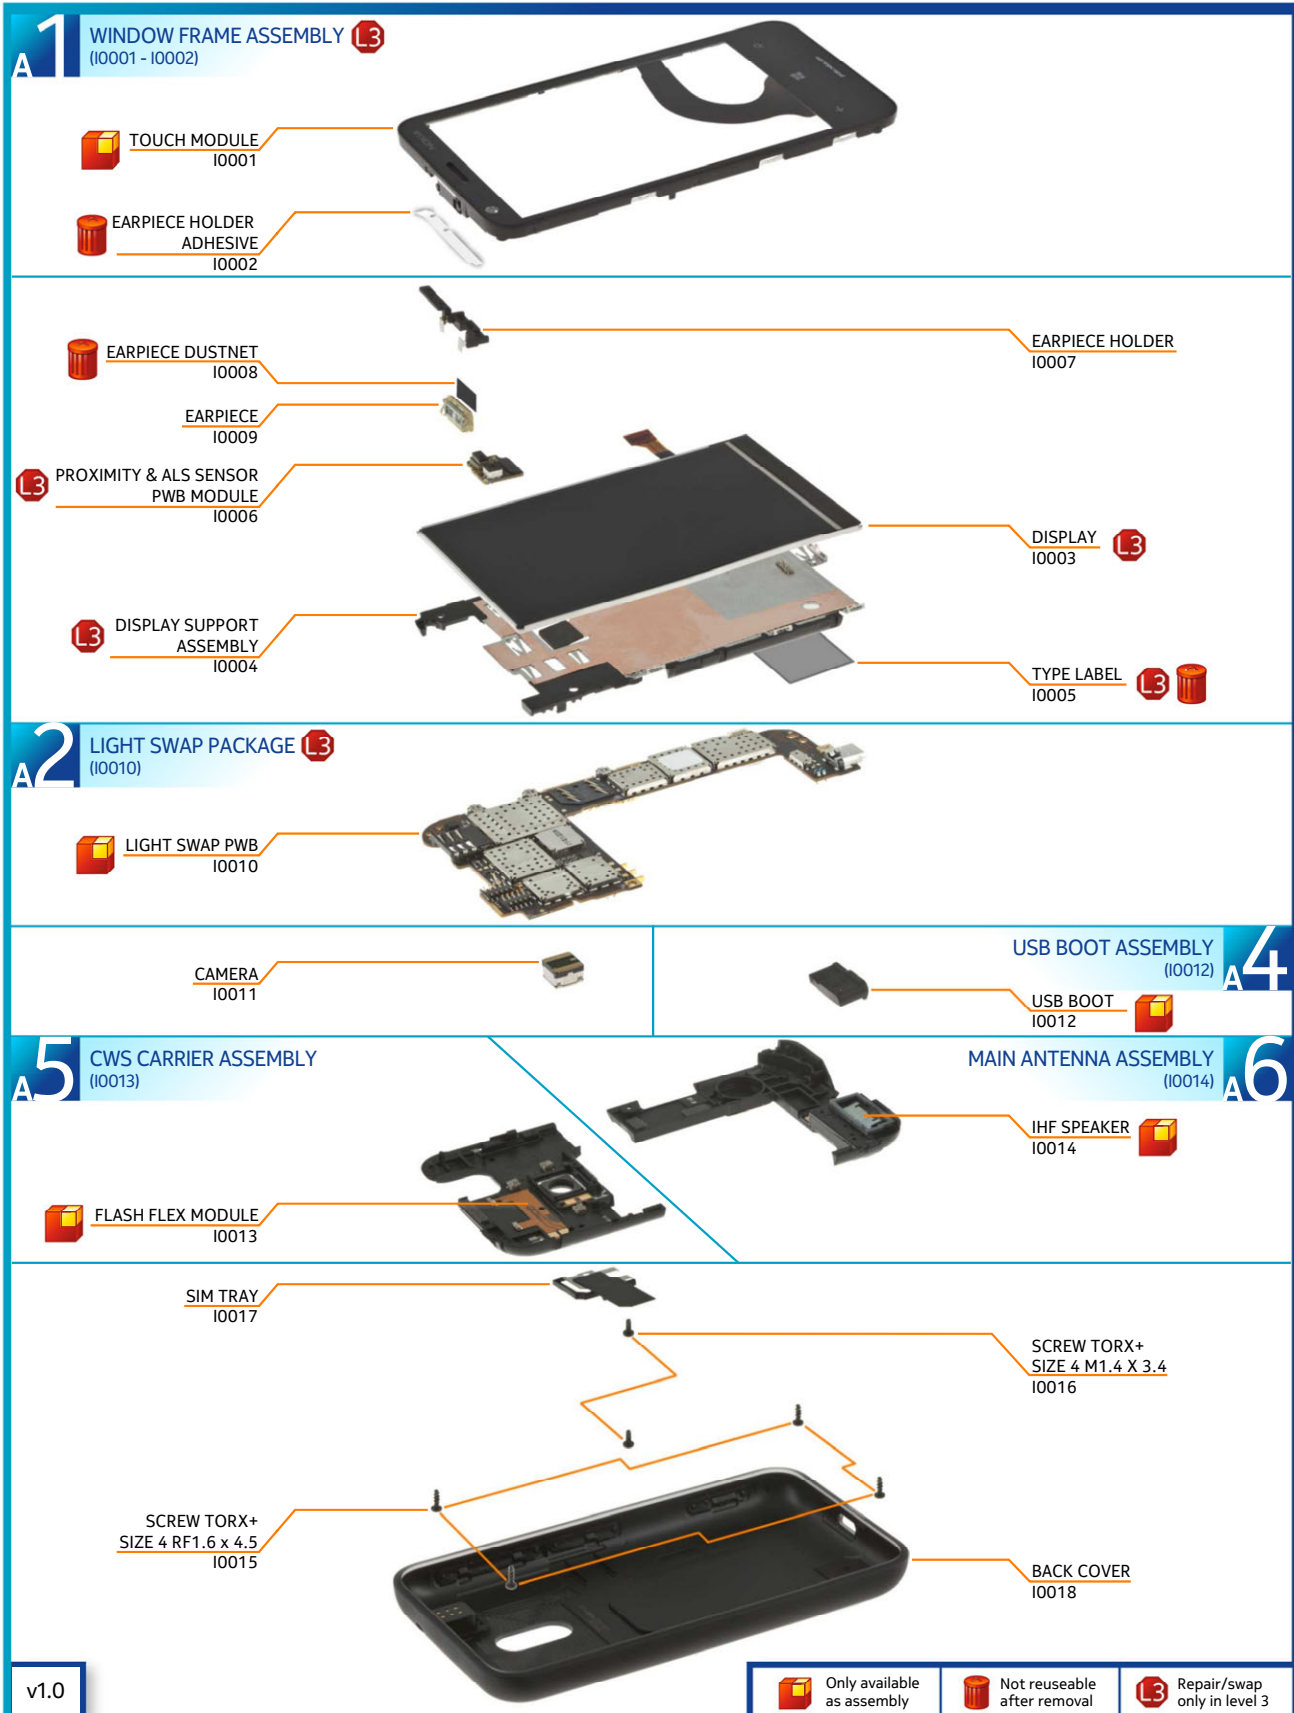 A1
WINDOW FRAME ASSEMBLY L3
(I0001 - I0002)
TOUCH MODULE
I0001
EARPIECE HOLDER
ADHESIVE
I0002
EARPIECE HOLDER
I0007
EARPIECE DUSTNET
I0008
EARPIECE
I0009
L3 PROXIMITY & ALS SENSOR
PWB MODULE
I0006
DISPLAY L3
I0003
L3 DISPLAY SUPPORT
ASSEMBLY
I0004
TYPE LABEL L3
I0005
A2
LIGHT SWAP PACKAGE L3
(I0010)
LIGHT SWAP PWB
I0010
CAMERA
I0011
USB BOOT ASSEMBLY
(I0012)
A4
USB BOOT
I0012
A5
CWS CARRIER ASSEMBLY
(I0013)
FLASH FLEX MODULE
I0013
MAIN ANTENNA ASSEMBLY
(I0014)
A6
IHF SPEAKER
I0014
SIM TRAY
I0017
SCREW TORX+
SIZE 4 M1.4 X 3.4
I0016
SCREW TORX+
SIZE 4 RF1.6 x 4.5
I0015
BACK COVER
I0018
v1.0
Only available
as assembly
Not reuseable
after removal
L3 Repair/swap
only in level 3